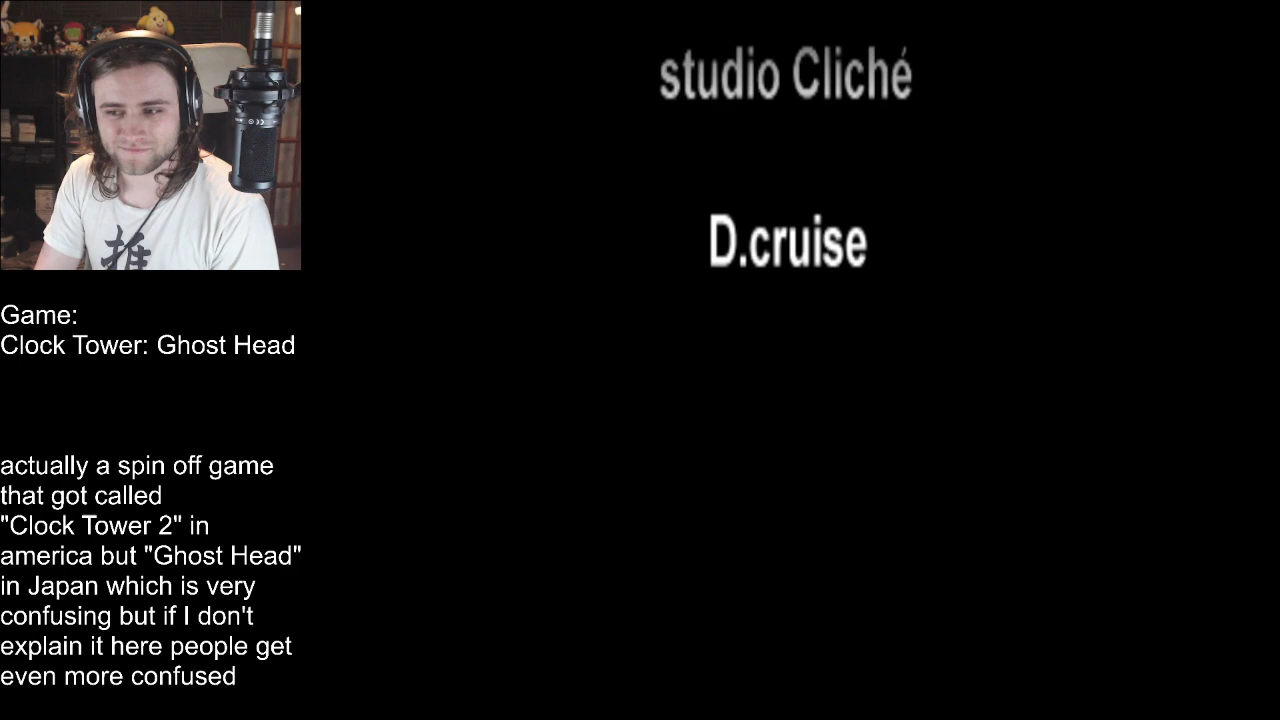 studio Cliché
D.cruise
推
Game:
Clock Tower: Ghost Head
actually a spin off game
that got called
"Clock Tower 2" in
america but "Ghost Head"
in Japan which is very
confusing but if I don't
explain it here people get
even more confused